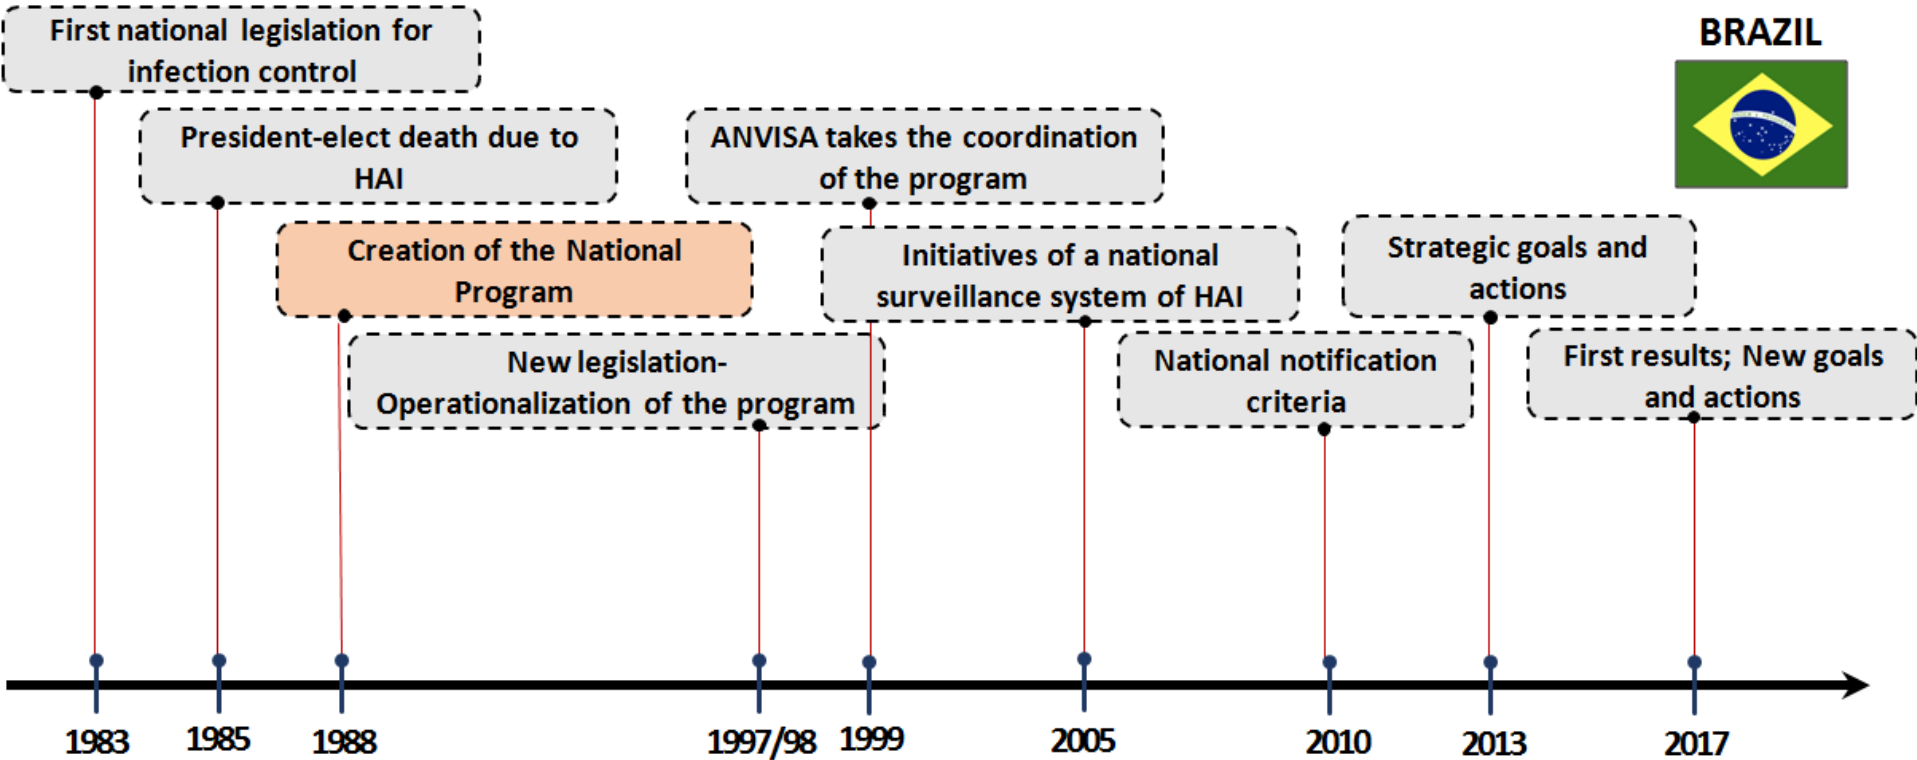 First national legislation for
infection control
BRAZIL
President-elect death due to
HAI
ANVISA takes the coordination
of the program
Creation of the National
Program
Initiatives of a national
surveillance system of HAI
Strategic goals and
actions
New legislation-
Operationalization of the program
National notification
criteria
First results; New goals
and actions
1983
1985
1988
1997/98
1999
2005
2010
2013
2017